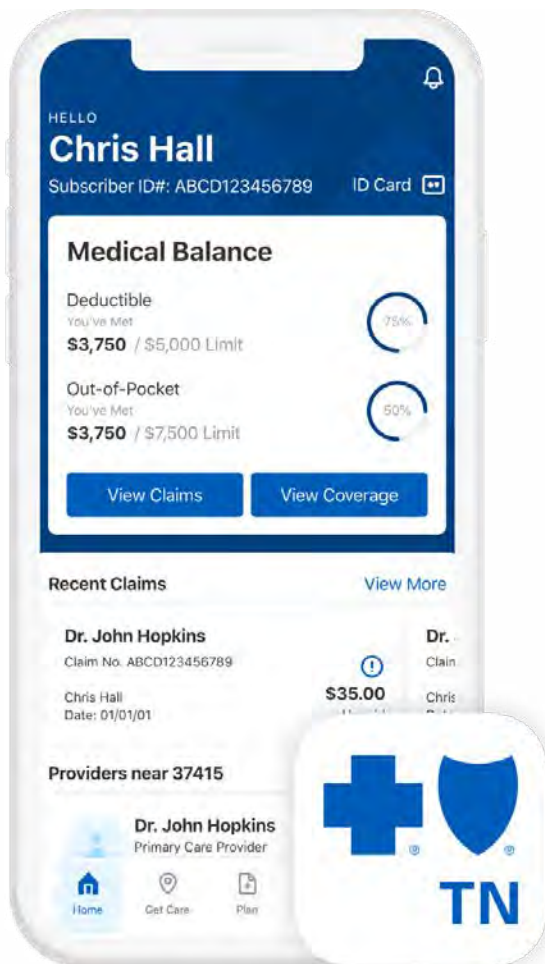 HELLO
Chris Hall
Subscriber ID#: ABCD123456789 ID Card
Medical Balance
Deductible
You've Met
$3,750 / $5,000 Limit
75%
Out-of-Pocket
You've Met
$3,750 / $7,500 Limit
50%
View Claims View Coverage
Recent Claims View More
Dr. John Hopkins Dr.
Claim No. ABCD123456789 Clain
$35.00
Chris Hall Chris
Date: 01/01/01
Providers near 37415
Dr. John Hopkins
Primary Care Provider
Home Get Care Plan
® ®
TN